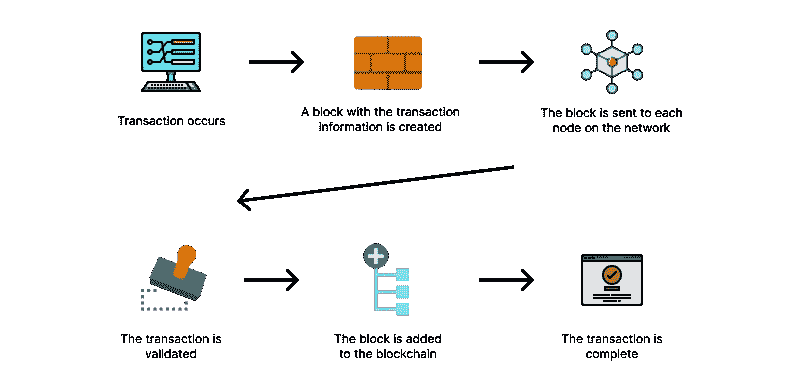 Transaction occurs
A block with the transaction
information is created
The block is sent to each
node on the network
The transaction is
validated
The block is added
to the blockchain
The transaction is
complete